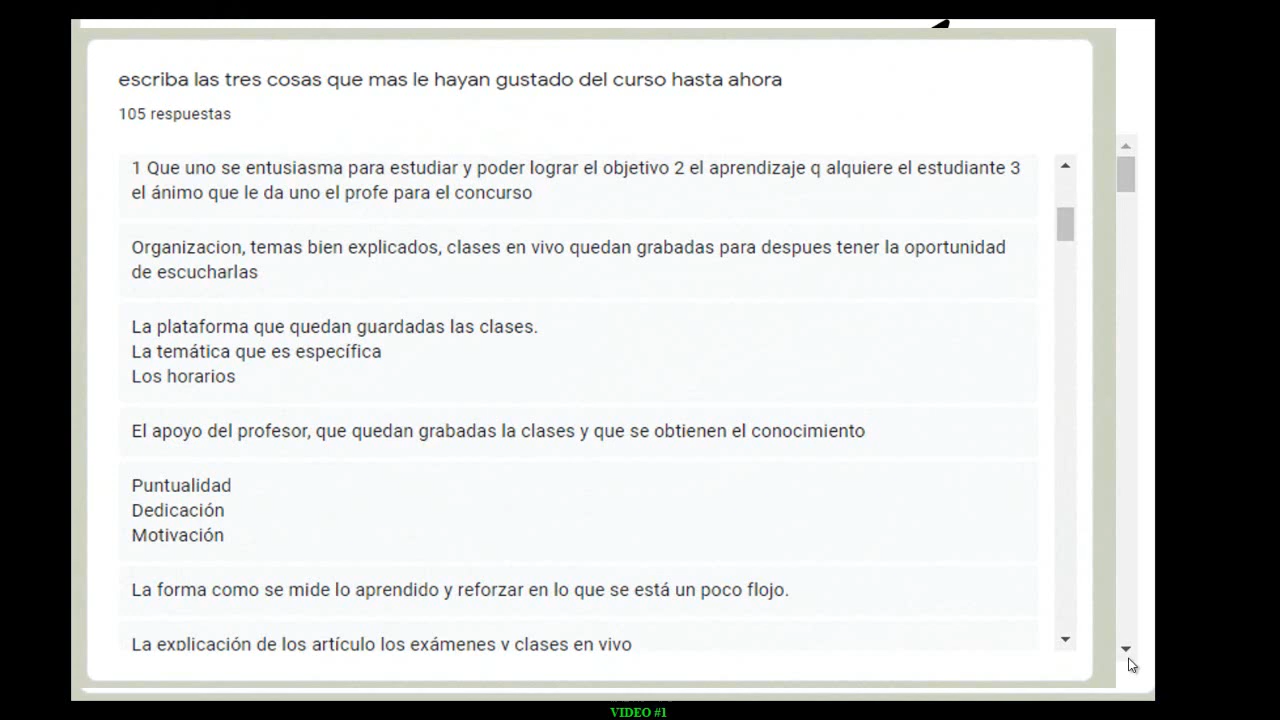 escriba las tres cosas que mas le hayan gustado del curso hasta ahora
105 respuestas
1 Que uno se entusiasma para estudiar y poder lograr el objetivo 2 el aprendizaje q alquiere el estudiante 3
el ánimo que le da uno el profe para el concurso
Organizacion, temas bien explicados, clases en vivo quedan grabadas para despues tener la oportunidad
de escucharlas
La plataforma que quedan guardadas las clases.
La temática que es específica
Los horarios
El apoyo del profesor, que quedan grabadas la clases y que se obtienen el conocimiento
Puntualidad
Dedicación
Motivación
La forma como se mide lo aprendido y reforzar en lo que se está un poco flojo.
La explicación de los artículo los exámenes y clases en vivo
VIDEO #1